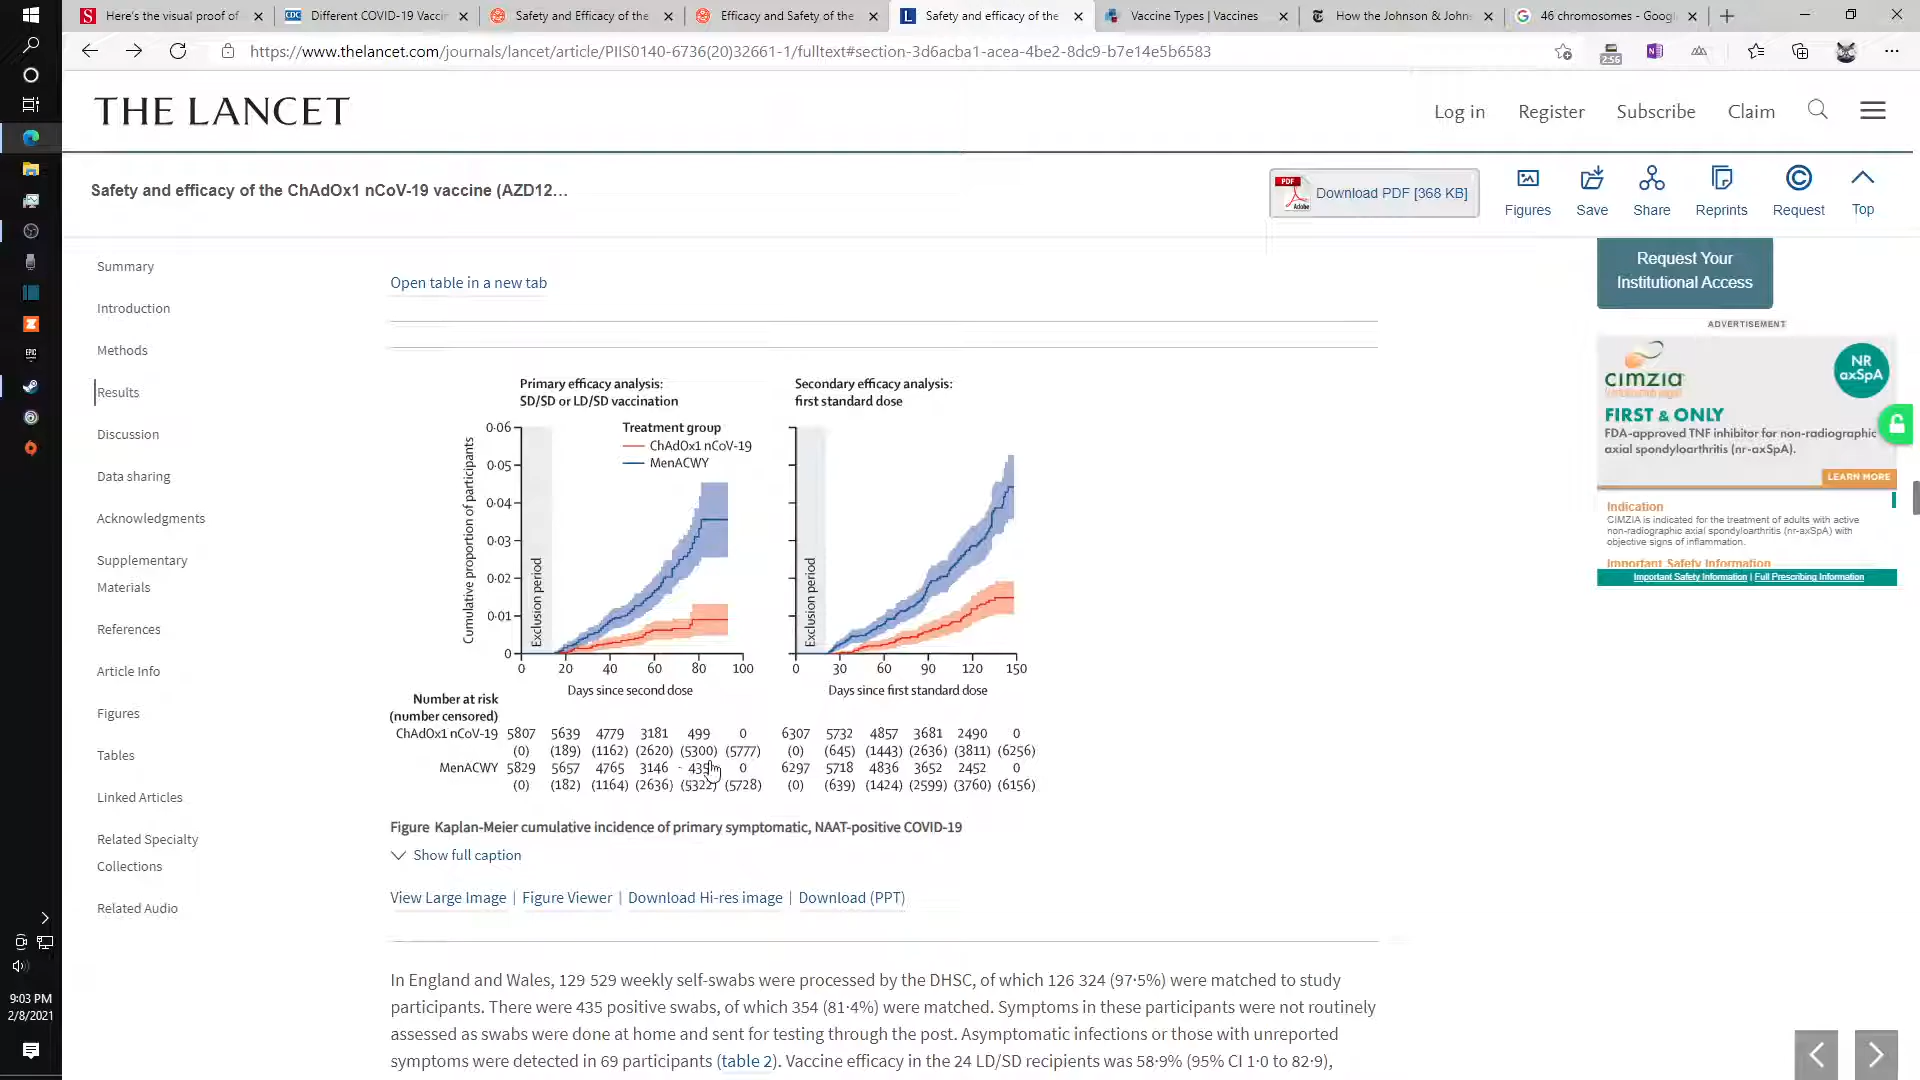 Here's the visual proof of
Different COVID-19 Vaccin
Safety and Efficacy of the
Efficacy and Safety of the
Safety and efficacy of the
Vaccine Types | Vaccines
How the Johnson & Johns
46 chromosomes - Googl
https://www.thelancet.com/journals/lancet/article/PIIS0140-6736(20)32661-1/fulltext#section-3d6acba1-acea-4be2-8dc9-b7e14e5b6583
2:56
THE LANCET
Log in
Register
Subscribe
Claim
Safety and efficacy of the ChAdOx1 nCoV-19 vaccine (AZD12...
PDF
Adobe
Download PDF [368 KB]
Figures
Save
Share
Reprints
Request
Top
Summary
Introduction
Methods
Results
Discussion
Data sharing
Acknowledgments
Supplementary
Materials
References
Article Info
Figures
Tables
Linked Articles
Related Specialty
Collections
Related Audio
Open table in a new tab
Primary efficacy analysis:
SD/SD or LD/SD vaccination
Secondary efficacy analysis:
first standard dose
Treatment group
ChAdOx1 nCoV-19
MenACWY
Cumulative proportion of participants
0·06
0·05
0·04
0·03
0·02
0·01
0
Exclusion period
Exclusion period
0 20 40 60 80 100
0 30 60 90 120 150
Days since second dose
Days since first standard dose
Number at risk
(number censored)
ChAdOx1 nCoV-19 5807 5639 4779 3181 499 0 6307 5732 4857 3681 2490 0
(0) (189) (1162) (2620) (5300) (5777) (0) (645) (1443) (2636) (3811) (6256)
MenACWY 5829 5657 4765 3146 0 6297 5718 4836 3652 2452 0
(0) (182) (1164) (2636) (5322) (5728) (0) (639) (1424) (2599) (3760) (6156)
Figure Kaplan-Meier cumulative incidence of primary symptomatic, NAAT-positive COVID-19
Show full caption
View Large Image | Figure Viewer | Download Hi-res image | Download (PPT)
In England and Wales, 129 529 weekly self-swabs were processed by the DHSC, of which 126 324 (97·5%) were matched to study
participants. There were 435 positive swabs, of which 354 (81·4%) were matched. Symptoms in these participants were not routinely
assessed as swabs were done at home and sent for testing through the post. Asymptomatic infections or those with unreported
symptoms were detected in 69 participants (table 2). Vaccine efficacy in the 24 LD/SD recipients was 58·9% (95% CI 1·0 to 82·9),
Request Your
Institutional Access
ADVERTISEMENT
cimzia
NR
axSpA
FIRST & ONLY
FDA-approved TNF inhibitor for non-radiographic
axial spondyloarthritis (nr-axSpA).
LEARN MORE
Indication
CIMZIA is indicated for the treatment of adults with active
non-radiographic axial spondyloarthritis (nr-axSpA) with
objective signs of inflammation.
Important Safety Information
Important Safety Information | Full Prescribing Information
CDC
EPIC
9:03 PM
2/8/2021